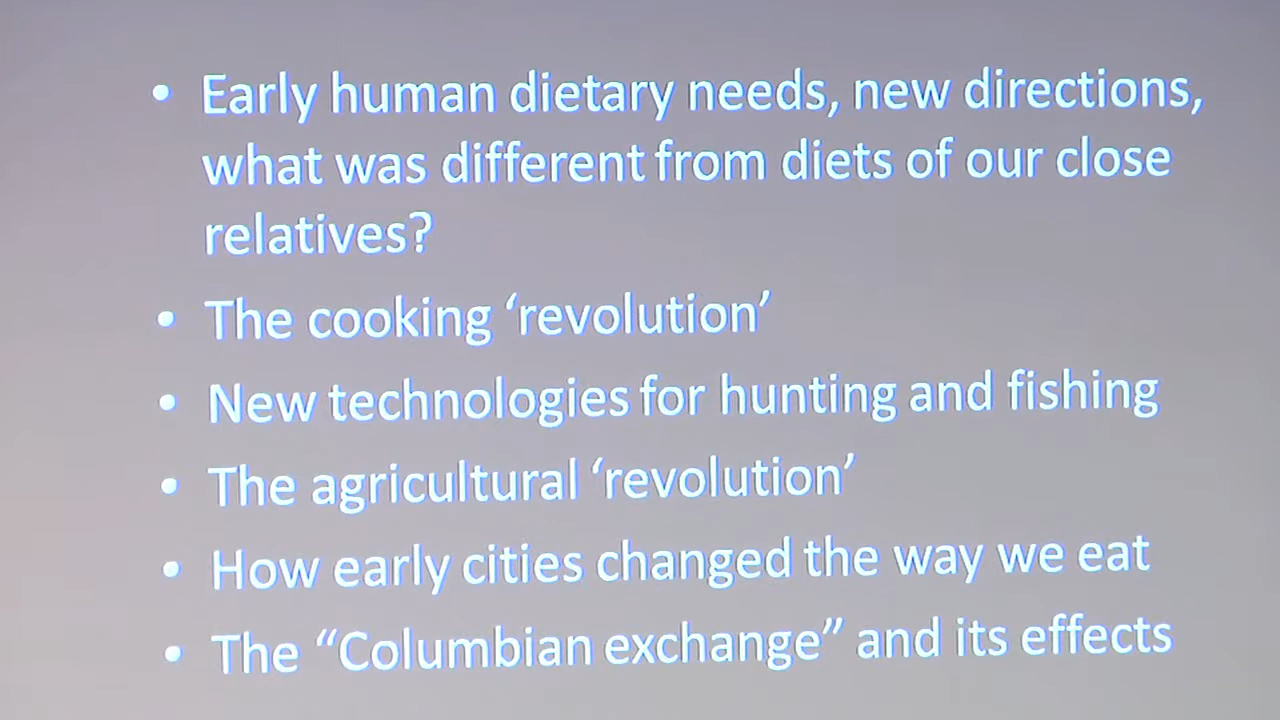 • Early human dietary needs, new directions,
what was different from diets of our close
relatives?
• The cooking ‘revolution’
• New technologies for hunting and fishing
• The agricultural ‘revolution’
• How early cities changed the way we eat
• The “Columbian exchange” and its effects